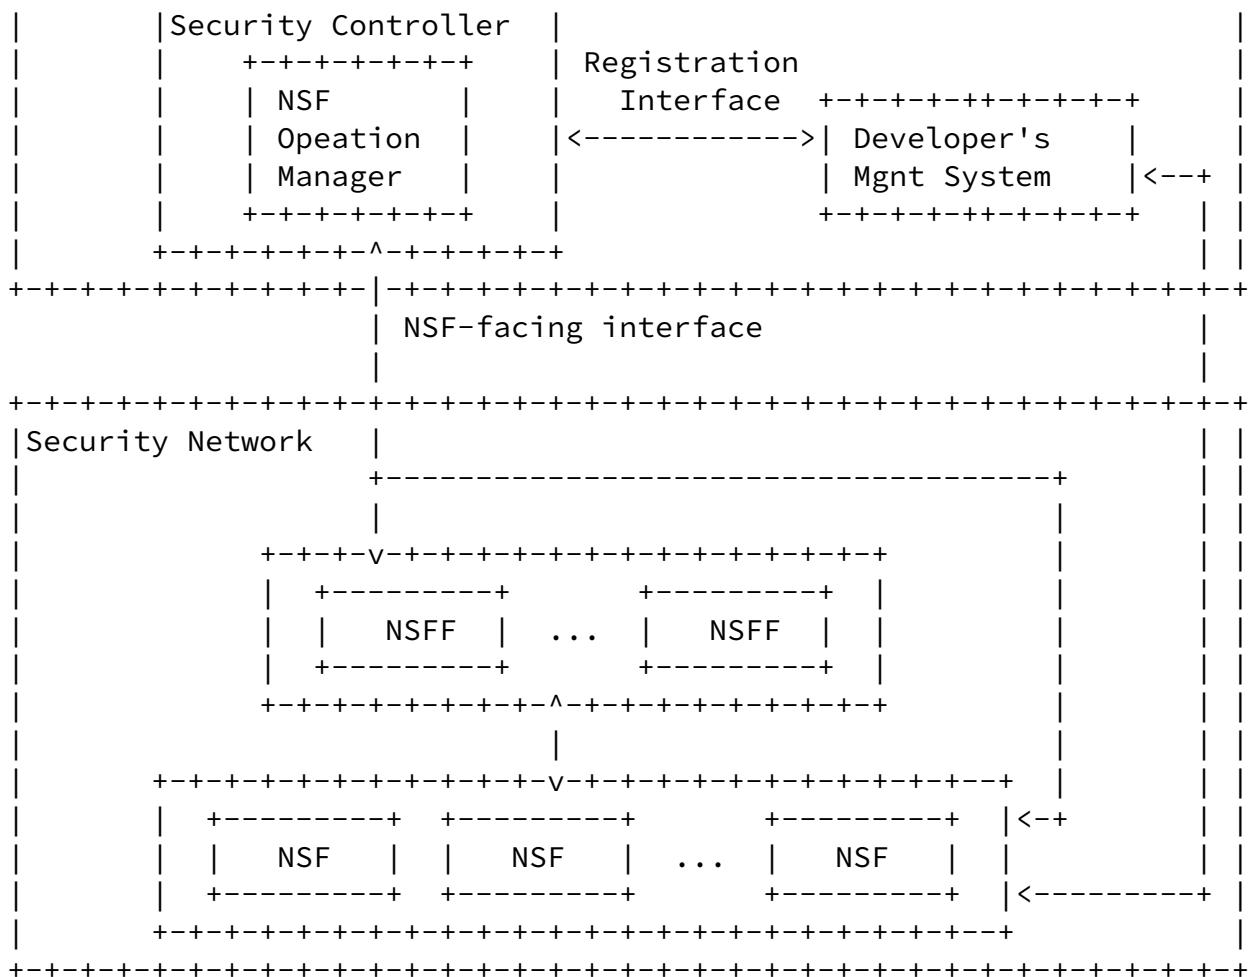 Security Controller
Registration
NSF Interface
Opeation Developer's
Manager Mgnt System
NSF-facing interface
Security Network
NSFF ... NSFF
NSF NSF ... NSF